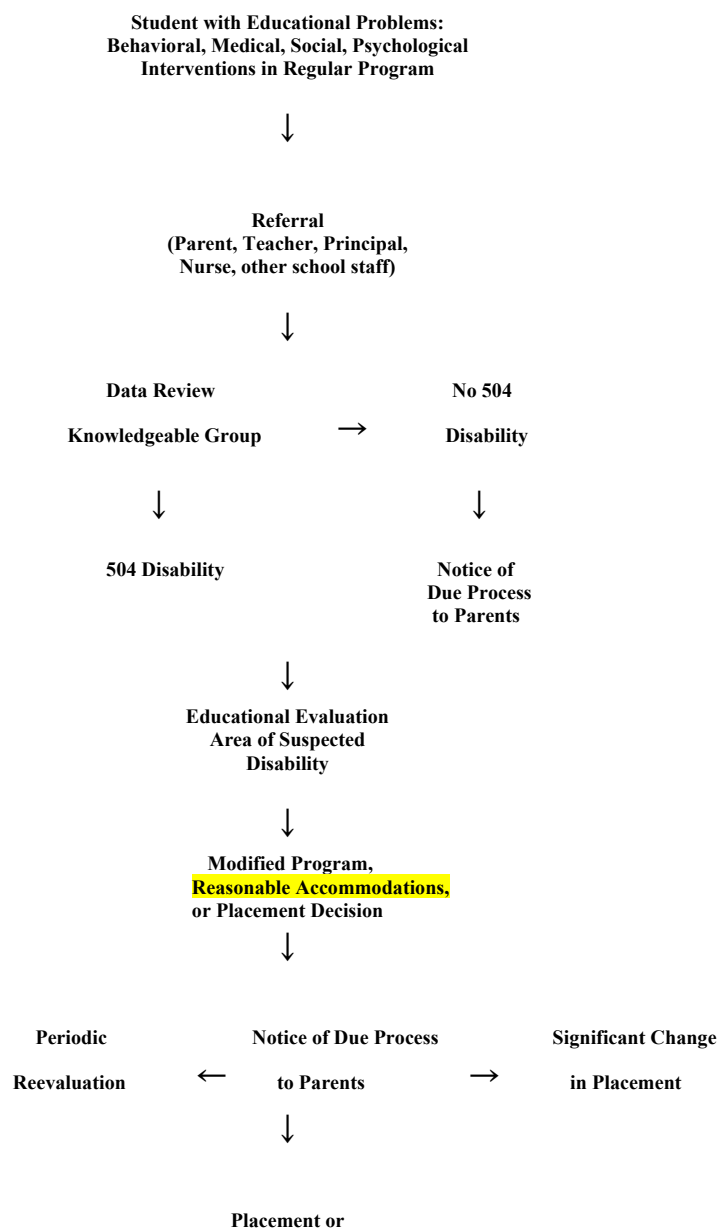 Student with Educational Problems:
Behavioral, Medical, Social, Psychological
Interventions in Regular Program
↓
Referral
(Parent, Teacher, Principal,
Nurse, other school staff)
↓
Data Review No 504
Knowledgeable Group → Disability
↓ ↓
504 Disability Notice of
Due Process
to Parents
↓
Educational Evaluation
Area of Suspected
Disability
↓
Modified Program,
Reasonable Accommodations,
or Placement Decision
↓
Periodic Notice of Due Process Significant Change
Reevaluation ← to Parents → in Placement
↓
Placement or